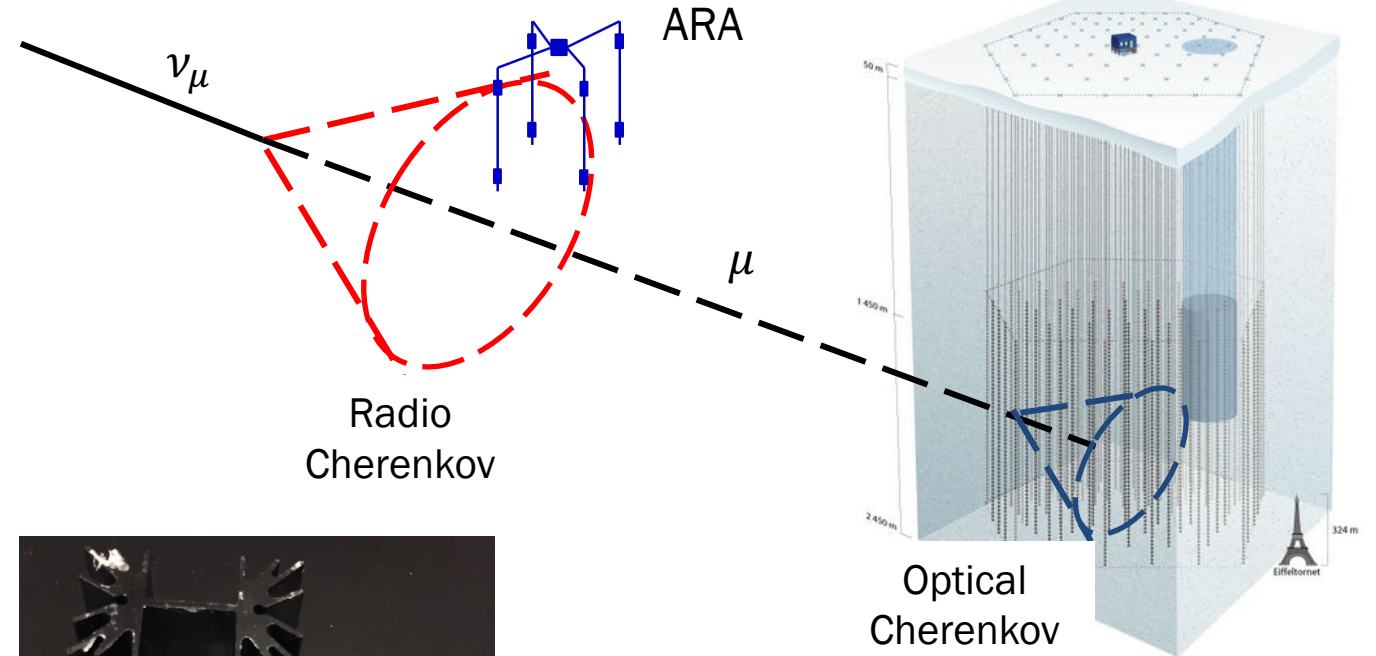 ARA
ν_μ
50 m
μ
1 450 m
Radio
Cherenkov
2 450 m
324 m
Eiffeltornet
Optical
Cherenkov